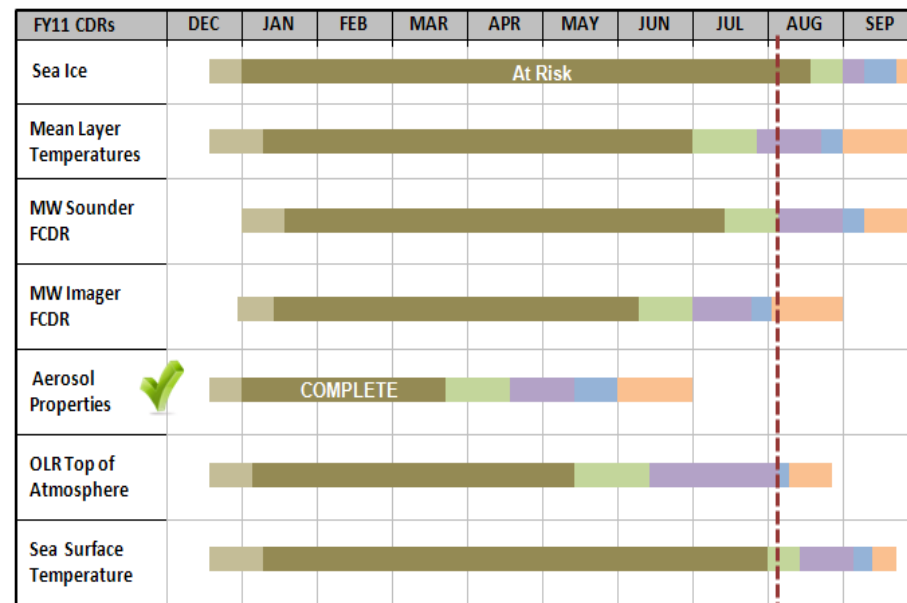 FY11 CDRs DEC JAN FEB MAR APR MAY JUN JUL AUG SEP
Sea Ice
At Risk
Mean Layer
Temperatures
MW Sounder
FCDR
MW Imager
FCDR
Aerosol
Properties
COMPLETE
OLR Top of
Atmosphere
Sea Surface
Temperature